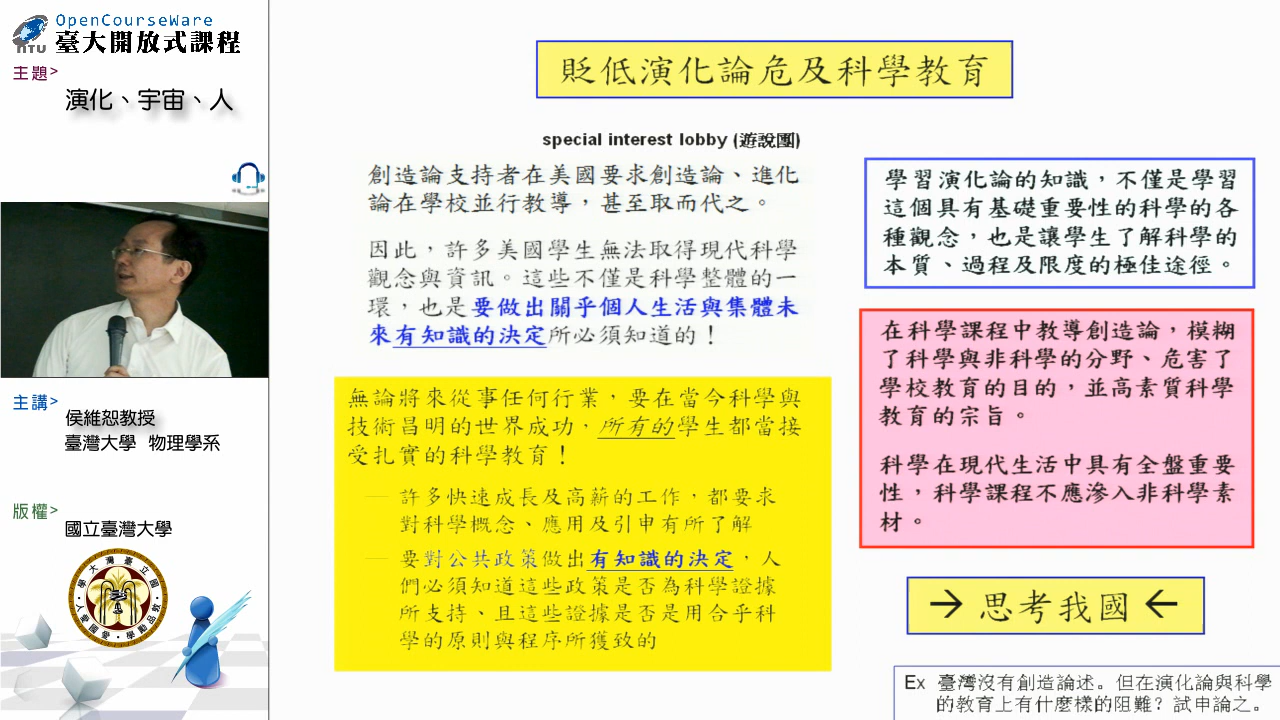 OpenCourseWare
NTU 臺大開放式課程
主題>
演化、宇宙、人
主講>
侯維恕教授
臺灣大學 物理學系
版權>
國立臺灣大學
貶低演化論危及科學教育
special interest lobby (遊說團)
創造論支持者在美國要求創造論、進化
論在學校並行教導，甚至取而代之。
因此，許多美國學生無法取得現代科學
觀念與資訊。這些不僅是科學整體的一
環，也是要做出關乎個人生活與集體未
來有知識的決定所必須知道的！
無論將來從事任何行業，要在當今科學與
技術昌明的世界成功，所有的學生都當接
受扎實的科學教育！
— 許多快速成長及高薪的工作，都要求
對科學概念、應用及引申有所了解
— 要對公共政策做出有知識的決定，人
們必須知道這些政策是否為科學證據
所支持、且這些證據是否是用合乎科
學的原則與程序所獲致的
學習演化論的知識，不僅是學習
這個具有基礎重要性的科學的各
種觀念，也是讓學生了解科學的
本質、過程及限度的極佳途徑。
在科學課程中教導創造論，模糊
了科學與非科學的分野、危害了
學校教育的目的，並高素質科學
教育的宗旨。
科學在現代生活中具有全盤重要
性，科學課程不應滲入非科學素
材。
→ 思考我國 ←
Ex 臺灣沒有創造論述。但在演化論與科學
的教育上有什麼樣的阻難？試申論之。